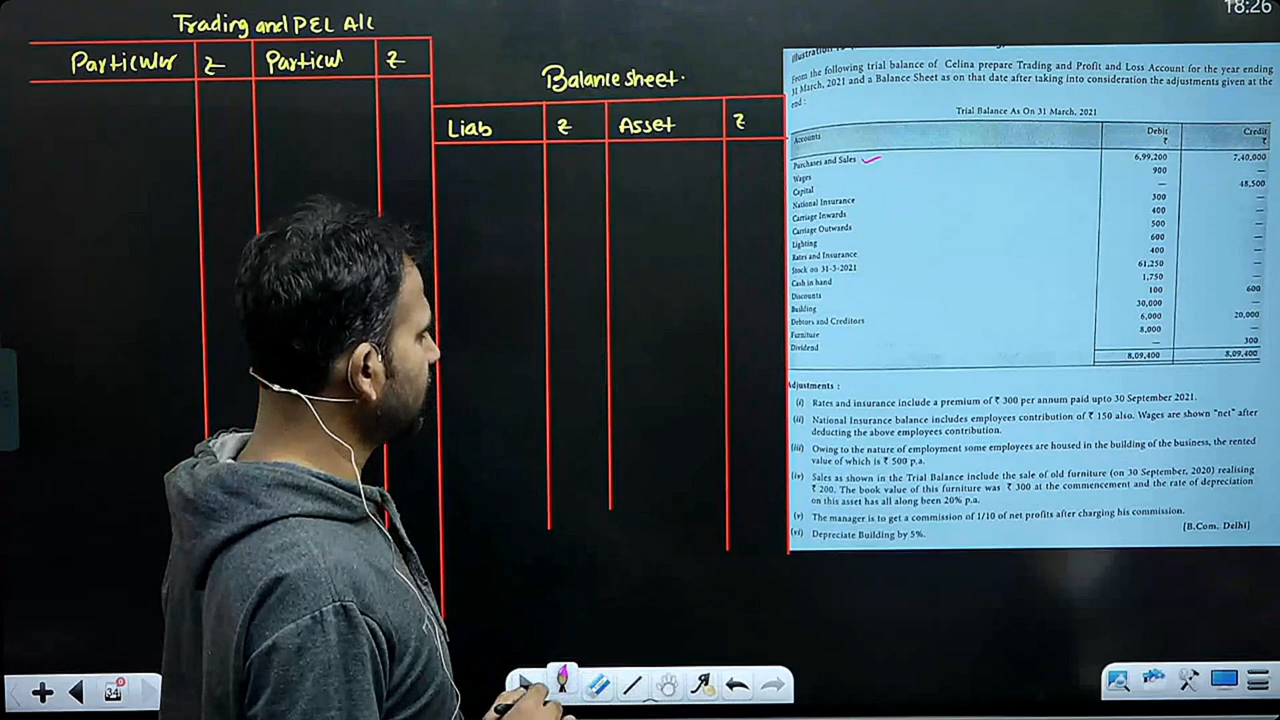 18:26
Trading and P&L A/c
Particular ₹ Particul ₹
Balance sheet.
Liab ₹ Asset ₹
Illustration
From the following trial balance of Celina prepare Trading and Profit and Loss Account for the year ending
31 March, 2021 and a Balance Sheet as on that date after taking into consideration the adjustments given at the
end :
Trial Balance As On 31 March, 2021
Accounts Debit ₹ Credit ₹
Purchases and Sales 6,99,200 7,40,000
Wages 900 —
Capital — 48,500
National Insurance 300 —
Carriage Inwards 400 —
Carriage Outwards 500 —
Lighting 600 —
Rates and Insurance 400 —
Stock on 31-3-2021 61,250 —
Cash in hand 1,750 —
Discounts 100 600
Building 30,000 —
Debtors and Creditors 6,000 20,000
Furniture 8,000 —
Dividend — 300
8,09,400 8,09,400
Adjustments :
(i) Rates and insurance include a premium of ₹ 300 per annum paid upto 30 September 2021.
(ii) National Insurance balance includes employees contribution of ₹ 150 also. Wages are shown "net" after
deducting the above employees contribution.
(iii) Owing to the nature of employment some employees are housed in the building of the business, the rented
value of which is ₹ 500 p.a.
(iv) Sales as shown in the Trial Balance include the sale of old furniture (on 30 September, 2020) realising
₹ 200. The book value of this furniture was ₹ 300 at the commencement and the rate of depreciation
on this asset has all along been 20% p.a.
(v) The manager is to get a commission of 1/10 of net profits after charging his commission.
(vi) Depreciate Building by 5%. [B.Com. Delhi]
34